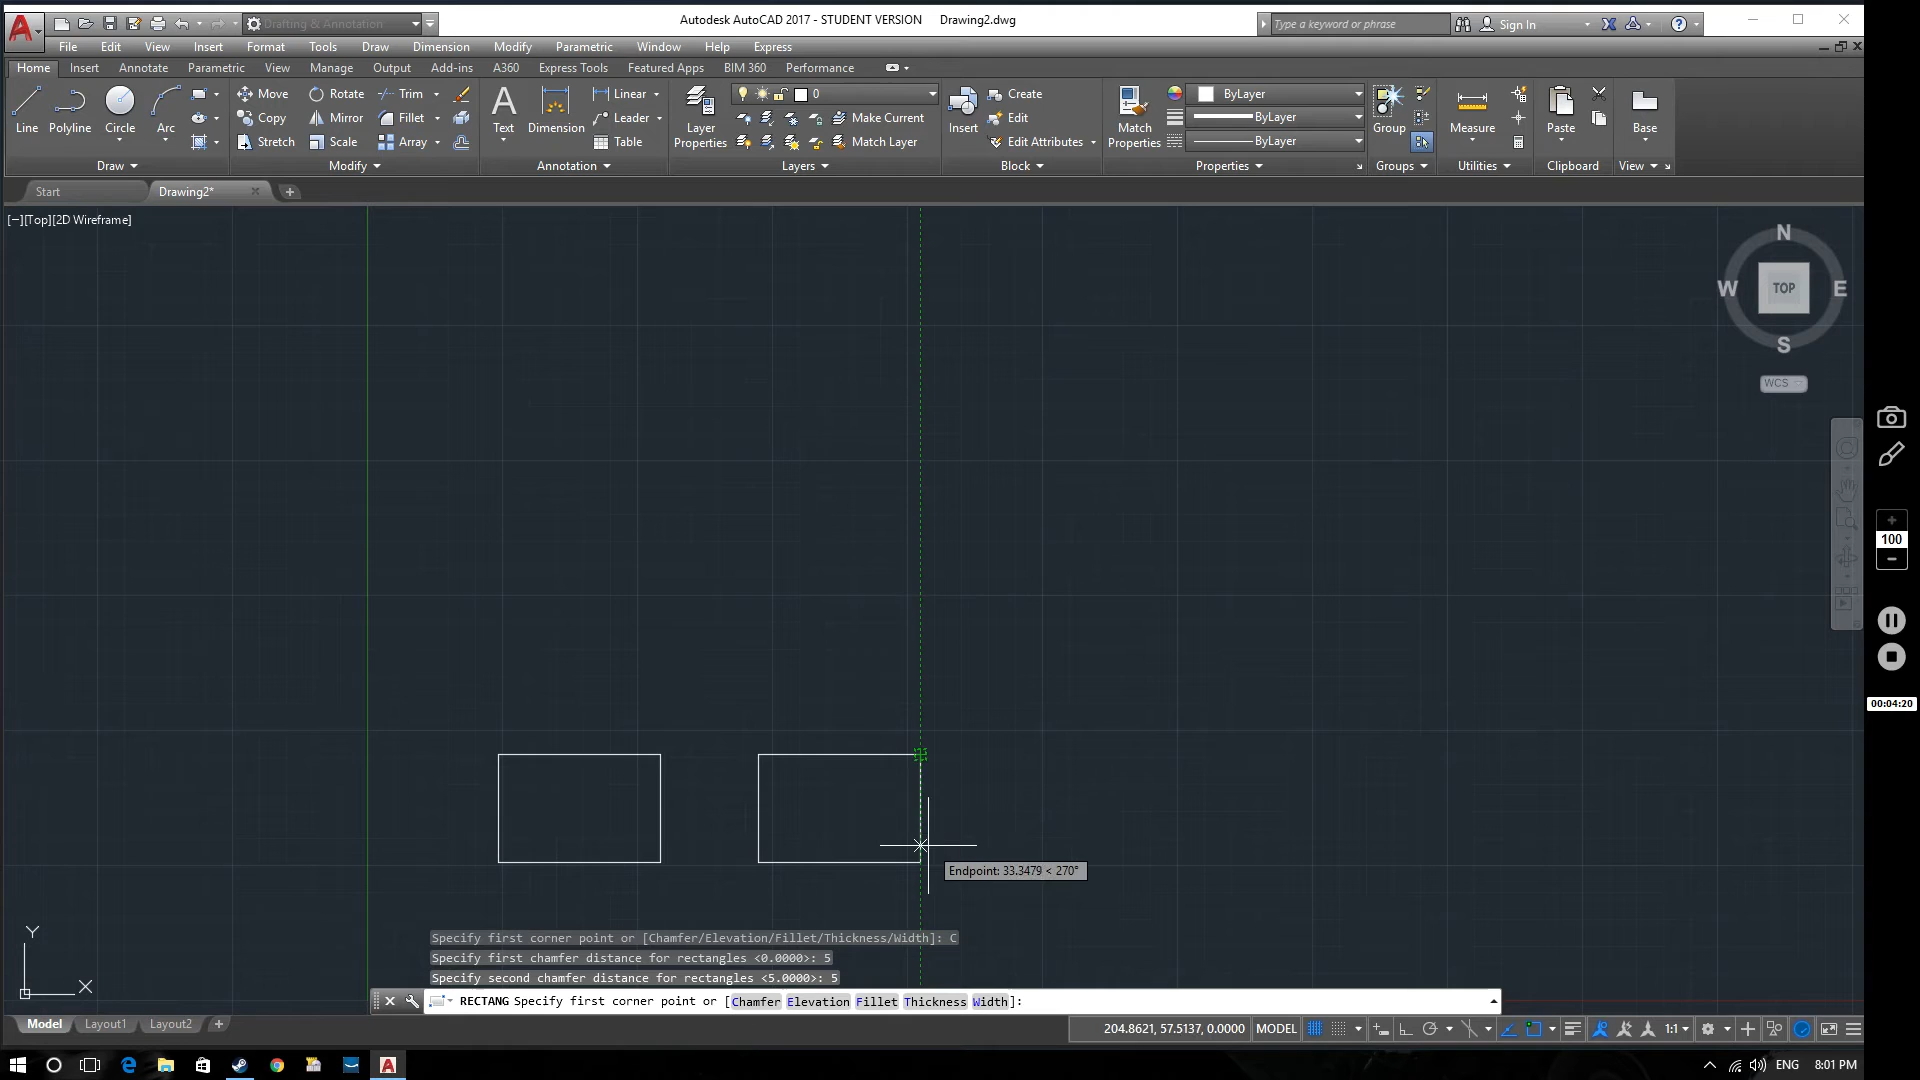 Drafting & Annotation
Autodesk AutoCAD 2017 - STUDENT VERSION Drawing2.dwg
Type a keyword or phrase
Sign In
File Edit View Insert Format Tools Draw Dimension Modify Parametric Window Help Express
Home Insert Annotate Parametric View Manage Output Add-ins A360 Express Tools Featured Apps BIM 360 Performance
Line Polyline Circle Arc
Move Rotate Trim
Copy Mirror Fillet
Stretch Scale Array
Text Dimension
Linear
Leader
Table
Layer
Properties
0
Make Current
Match Layer
Insert
Create
Edit
Edit Attributes
Match
Properties
ByLayer
ByLayer
ByLayer
Group
Measure
Paste
Base
Draw Modify Annotation Layers Block Properties Groups Utilities Clipboard View
Start Drawing2*
[−][Top][2D Wireframe]
N
W TOP E
S
WCS
100
00:04:20
Endpoint: 33.3479 < 270°
Y
X
Specify first corner point or [Chamfer/Elevation/Fillet/Thickness/Width]: C
Specify first chamfer distance for rectangles <0.0000>: 5
Specify second chamfer distance for rectangles <5.0000>: 5
RECTANG Specify first corner point or [Chamfer Elevation Fillet Thickness Width]:
Model Layout1 Layout2
204.8621, 57.5137, 0.0000 MODEL 1:1
ENG 8:01 PM